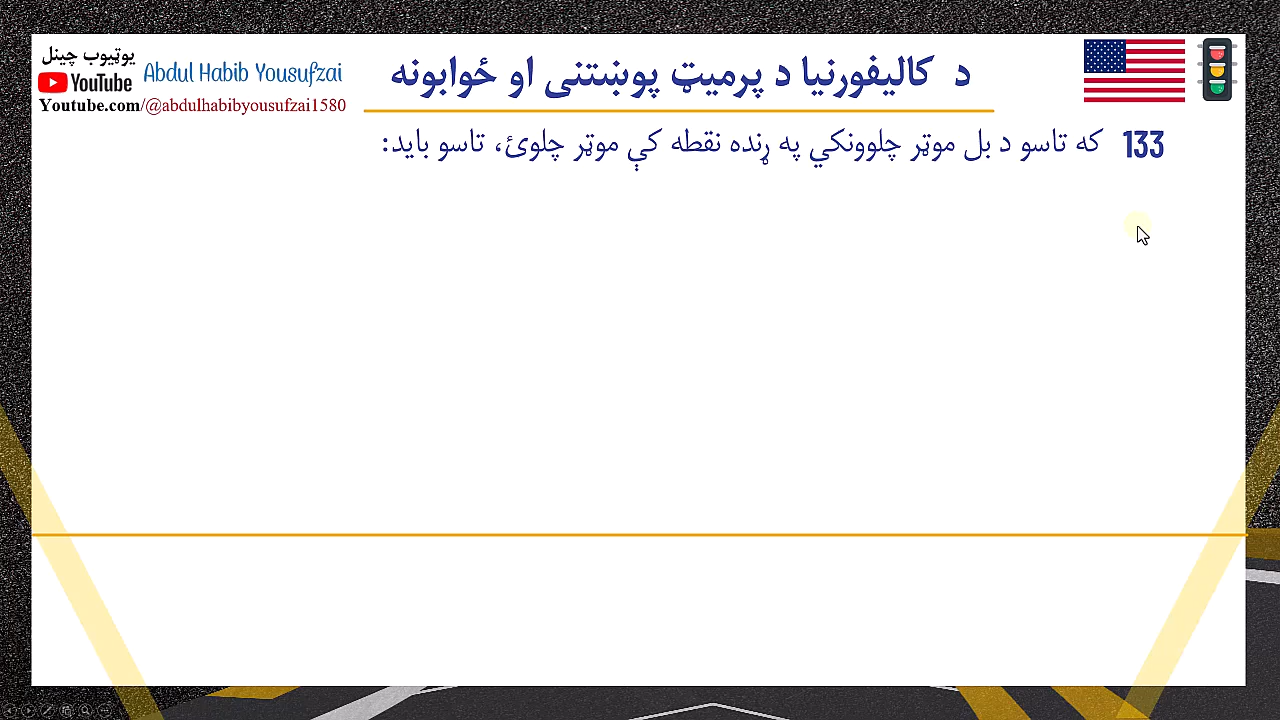 یوټیوب چینل
YouTube
Abdul Habib Yousufzai
Youtube.com/@abdulhabibyousufzai1580
د کالیفورنیا د پرمیټ پوښتنی او ځوابونه
133 که تاسو د بل موټر چلوونکي په ړنده نقطه کې موټر چلوئ، تاسو باید: